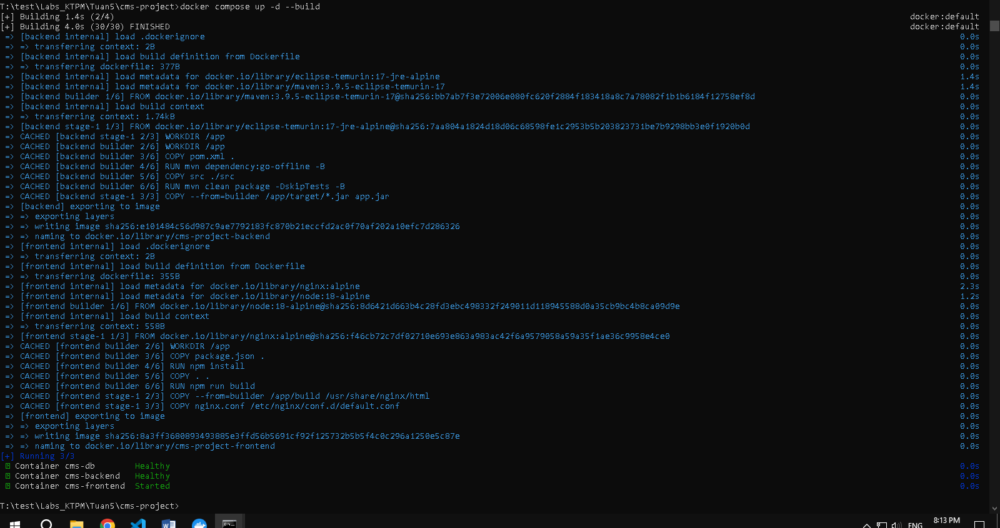 T:\test\Labs_KTPM\Tuan5\cms-project>docker compose up -d --build
[+] Building 1.4s (2/4) docker:default
[+] Building 4.0s (30/30) FINISHED docker:default
=> [backend internal] load .dockerignore 0.0s
=> => transferring context: 2B 0.0s
=> [backend internal] load build definition from Dockerfile 0.0s
=> => transferring dockerfile: 377B 0.0s
=> [backend internal] load metadata for docker.io/library/eclipse-temurin:17-jre-alpine 1.4s
=> [backend internal] load metadata for docker.io/library/maven:3.9.5-eclipse-temurin-17 1.4s
=> [backend builder 1/6] FROM docker.io/library/maven:3.9.5-eclipse-temurin-17@sha256:bb7ab7f3e72006e080fc620f2884f183418a8c7a78082f1b1b6184f12758ef8d 0.0s
=> [backend internal] load build context 0.0s
=> => transferring context: 1.74kB 0.0s
=> [backend stage-1 1/3] FROM docker.io/library/eclipse-temurin:17-jre-alpine@sha256:7aa804a1824d18d06c68598fe1c2953b5b203823731be7b9298bb3e0f1920b0d 0.0s
=> CACHED [backend stage-1 2/3] WORKDIR /app 0.0s
=> CACHED [backend builder 2/6] WORKDIR /app 0.0s
=> CACHED [backend builder 3/6] COPY pom.xml . 0.0s
=> CACHED [backend builder 4/6] RUN mvn dependency:go-offline -B 0.0s
=> CACHED [backend builder 5/6] COPY src ./src 0.0s
=> CACHED [backend builder 6/6] RUN mvn clean package -DskipTests -B 0.0s
=> CACHED [backend stage-1 3/3] COPY --from=builder /app/target/*.jar app.jar 0.0s
=> [backend] exporting to image 0.0s
=> => exporting layers 0.0s
=> => writing image sha256:e101484c56d987c9ae7792183fc870b21eccfd2ac0f70af202a10efc7d286326 0.0s
=> => naming to docker.io/library/cms-project-backend 0.0s
=> [frontend internal] load .dockerignore 0.0s
=> => transferring context: 2B 0.0s
=> [frontend internal] load build definition from Dockerfile 0.0s
=> => transferring dockerfile: 355B 0.0s
=> [frontend internal] load metadata for docker.io/library/nginx:alpine 2.3s
=> [frontend internal] load metadata for docker.io/library/node:18-alpine 1.2s
=> [frontend builder 1/6] FROM docker.io/library/node:18-alpine@sha256:8d6421d663b4c28fd3ebc498332f249011d118945588d0a35cb9bc4b8ca09d9e 0.0s
=> [frontend internal] load build context 0.0s
=> => transferring context: 558B 0.0s
=> [frontend stage-1 1/3] FROM docker.io/library/nginx:alpine@sha256:f46cb72c7df02710e693e863a983ac42f6a9579058a59a35f1ae36c9958e4ce0 0.0s
=> CACHED [frontend builder 2/6] WORKDIR /app 0.0s
=> CACHED [frontend builder 3/6] COPY package.json . 0.0s
=> CACHED [frontend builder 4/6] RUN npm install 0.0s
=> CACHED [frontend builder 5/6] COPY . . 0.0s
=> CACHED [frontend builder 6/6] RUN npm run build 0.0s
=> CACHED [frontend stage-1 2/3] COPY --from=builder /app/build /usr/share/nginx/html 0.0s
=> CACHED [frontend stage-1 3/3] COPY nginx.conf /etc/nginx/conf.d/default.conf 0.0s
=> [frontend] exporting to image 0.0s
=> => exporting layers 0.0s
=> => writing image sha256:8a3ff3680893493885e3ffd56b5691cf92f125732b5b5f4c0c296a1250e5c87e 0.0s
=> => naming to docker.io/library/cms-project-frontend 0.0s
[+] Running 3/3
Container cms-db Healthy 0.0s
Container cms-backend Healthy 0.0s
Container cms-frontend Started 0.0s
T:\test\Labs_KTPM\Tuan5\cms-project>
ENG 8:13 PM